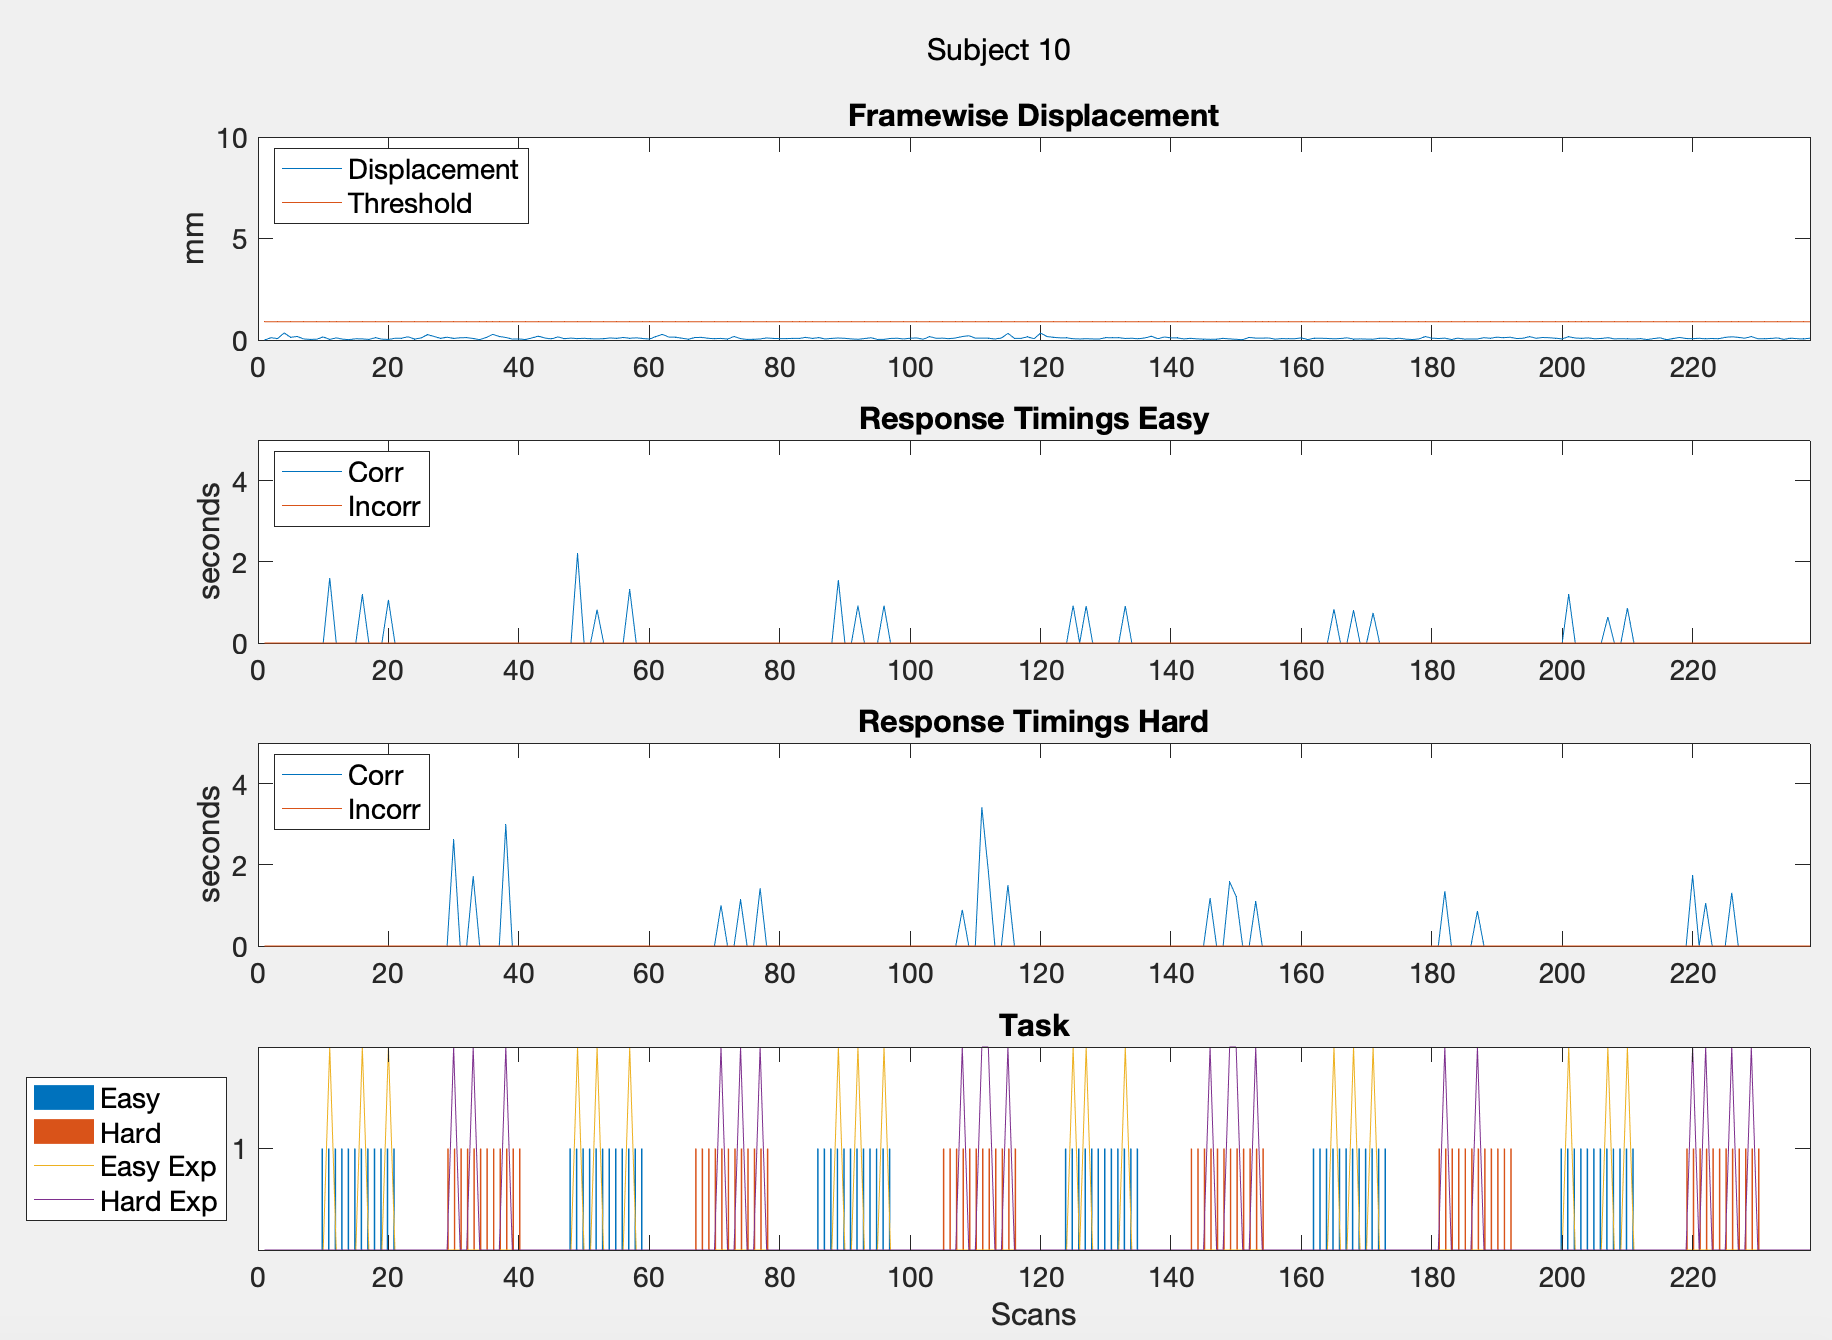 Subject 10
Framewise Displacement
10
5
0
mm
Displacement
Threshold
0 20 40 60 80 100 120 140 160 180 200 220
Response Timings Easy
4
2
0
seconds
Corr
Incorr
0 20 40 60 80 100 120 140 160 180 200 220
Response Timings Hard
4
2
0
seconds
Corr
Incorr
0 20 40 60 80 100 120 140 160 180 200 220
Task
1
Easy
Hard
Easy Exp
Hard Exp
0 20 40 60 80 100 120 140 160 180 200 220
Scans